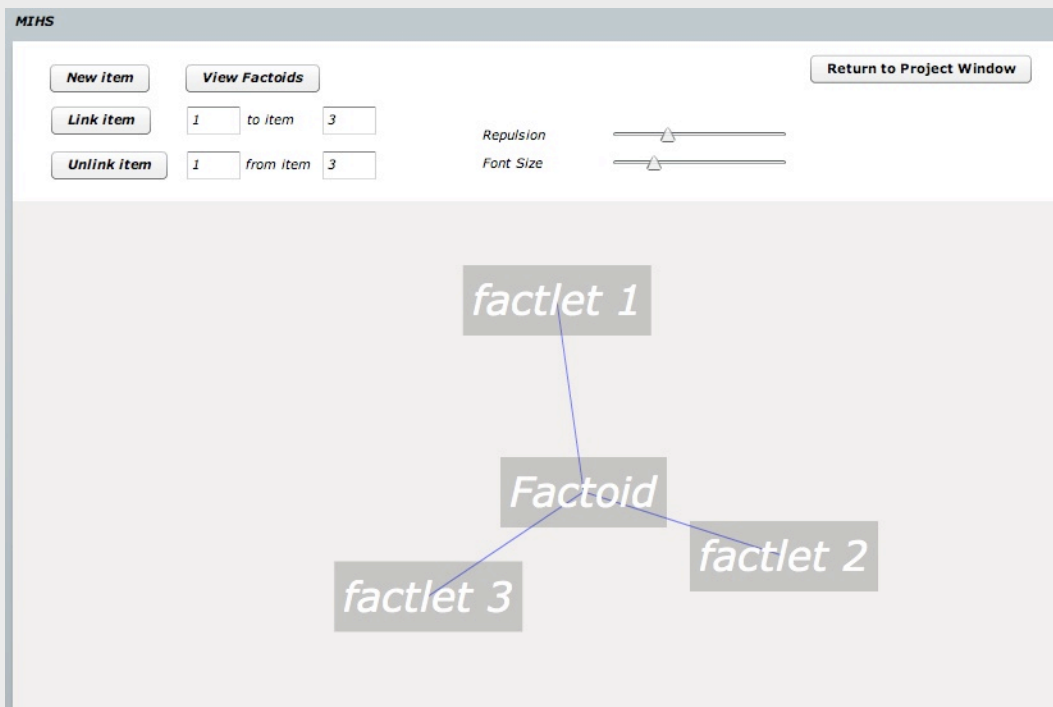 MIHS
New item View Factoids Return to Project Window
Link item 1 to item 3
Repulsion
Unlink item 1 from item 3
Font Size
factlet 1
Factoid
factlet 2
factlet 3